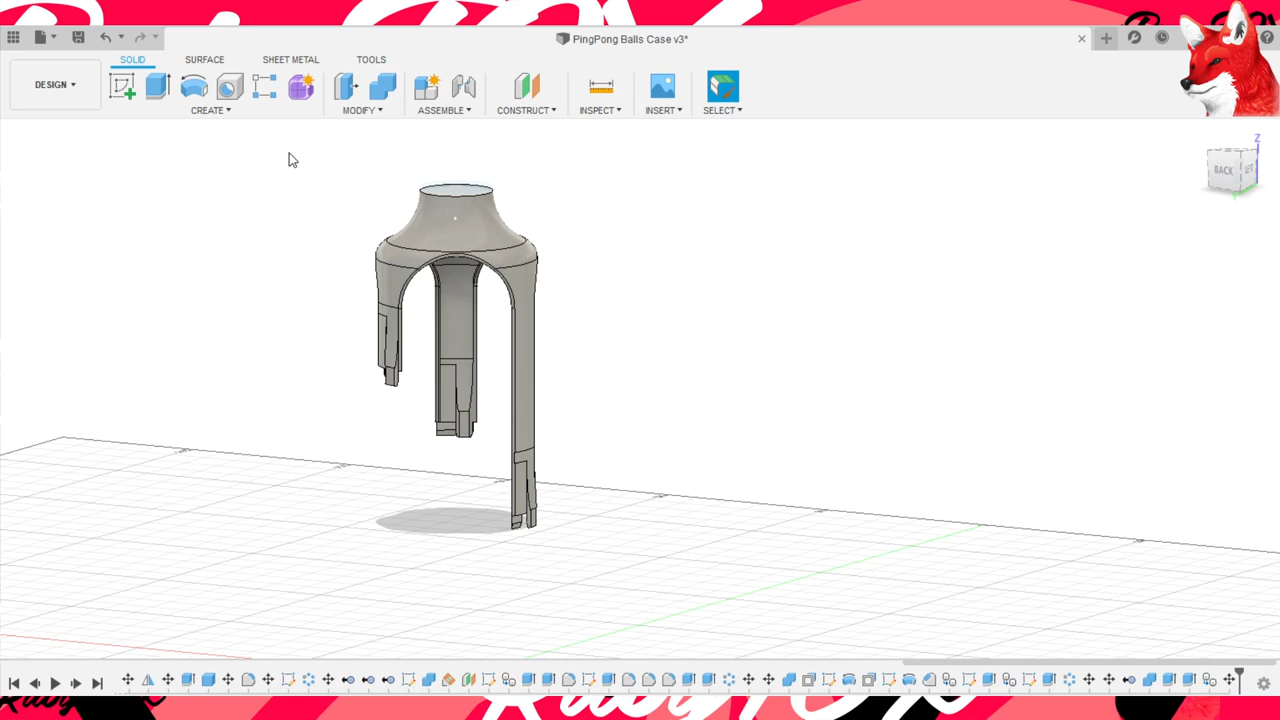 PingPong Balls Case v3*
SOLID SURFACE SHEET METAL TOOLS
DESIGN
CREATE MODIFY ASSEMBLE CONSTRUCT INSPECT INSERT SELECT
Z
BACK